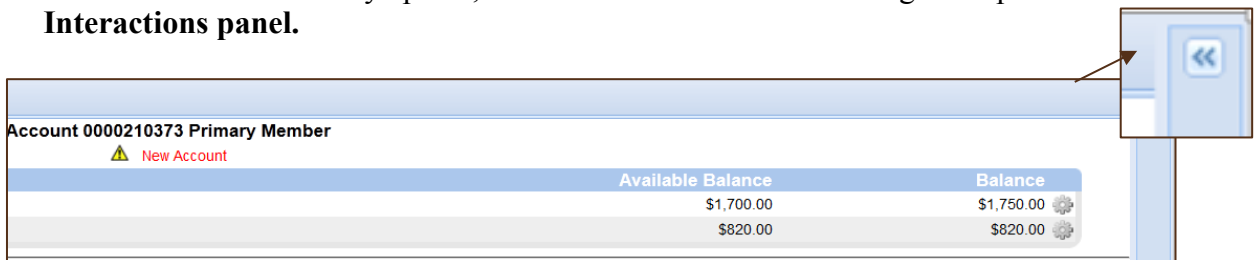 Interactions panel.
Account 0000210373 Primary Member
New Account
Available Balance Balance
$1,700.00 $1,750.00
$820.00 $820.00